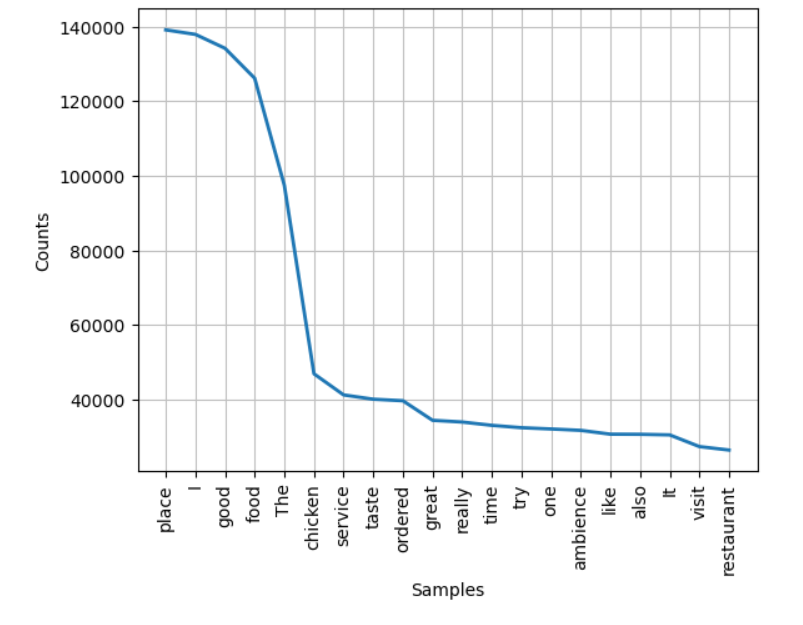 140000
120000
100000
80000
60000
40000
Counts
place
I
good
food
The
chicken
service
taste
ordered
great
really
time
try
one
ambience
like
also
It
visit
restaurant
Samples